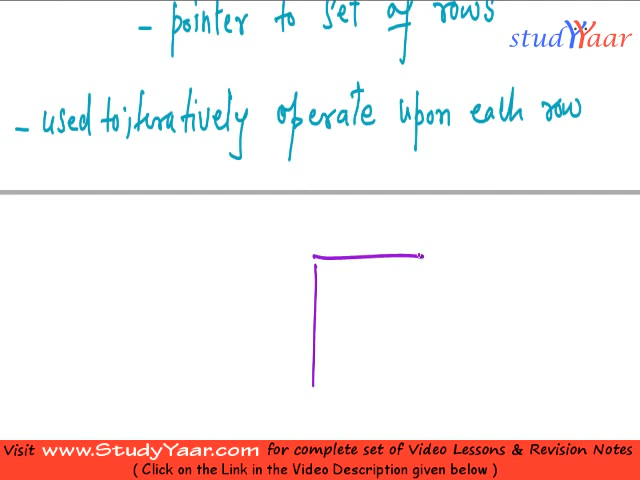 - pointer to set of rows
studYYaar
- used to iteratively operate upon each row
Visit www.StudyYaar.com for complete set of Video Lessons & Revision Notes
( Click on the Link in the Video Description given below )